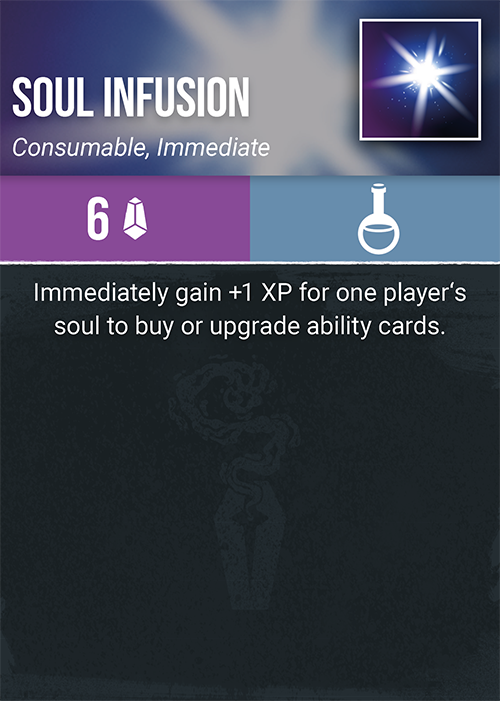 SOUL INFUSION
Consumable, Immediate
6
Immediately gain +1 XP for one player‘s
soul to buy or upgrade ability cards.